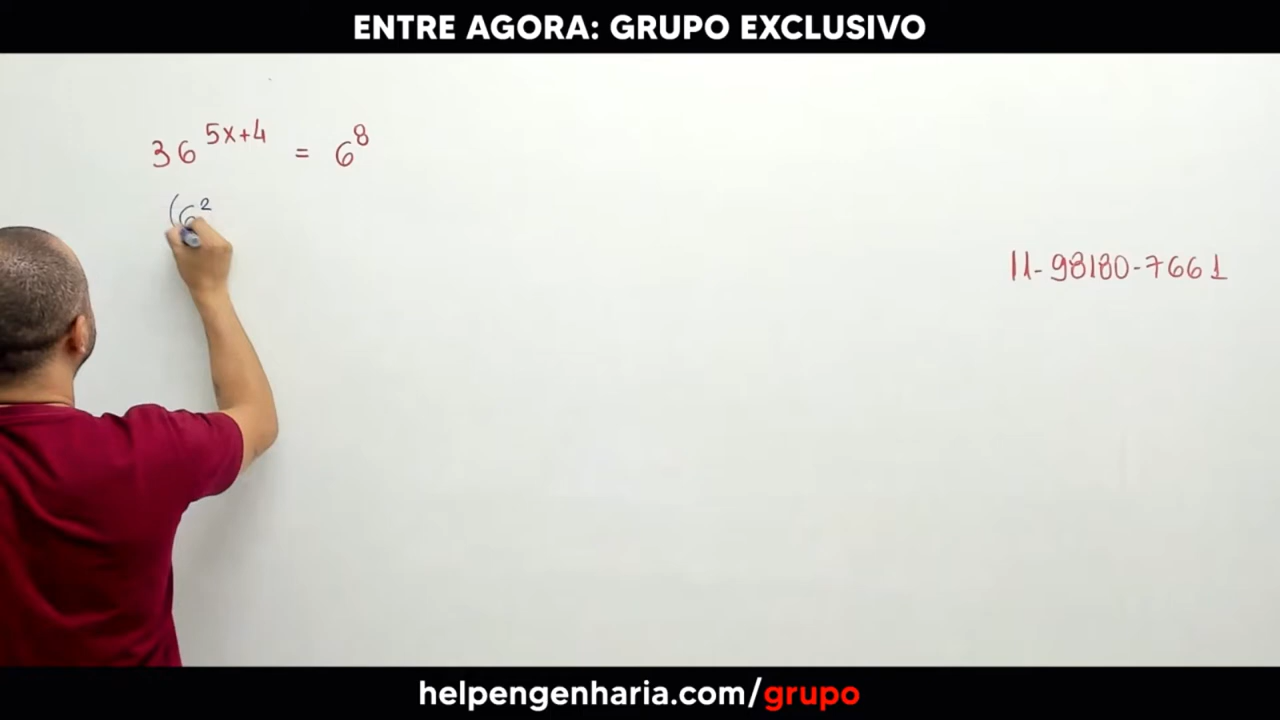 ENTRE AGORA: GRUPO EXCLUSIVO
36^{5x+4} = 6^8
(6^2
11-98180-7661
helpengenharia.com/grupo